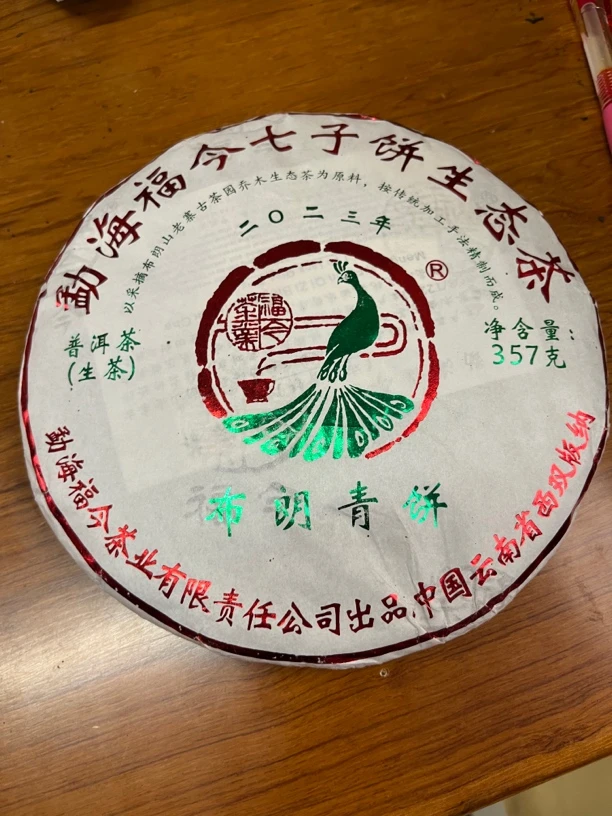 勐海福今七子饼生态茶
以采摘布朗山老寨古茶园乔木生态茶为原料，按传统加工手法精制而成。
二〇二三年
®
福今
茶業
普洱茶
(生茶)
净含量:
357克
布朗青饼
勐海福今茶业有限责任公司出品.中国云南省西双版纳